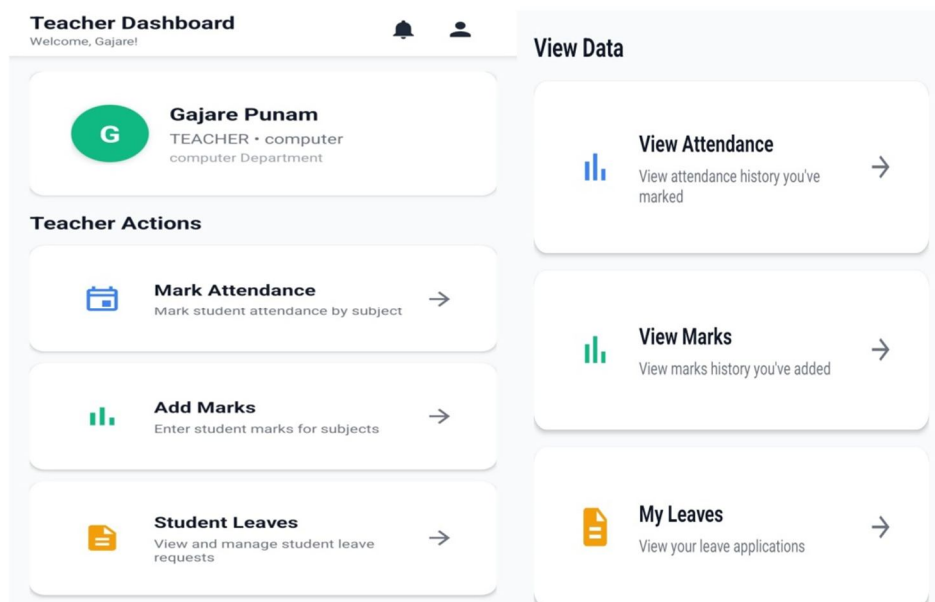 Teacher Dashboard
Welcome, Gajare!
G
Gajare Punam
TEACHER • computer
computer Department
Teacher Actions
Mark Attendance
Mark student attendance by subject
Add Marks
Enter student marks for subjects
Student Leaves
View and manage student leave
requests
View Data
View Attendance
View attendance history you've
marked
View Marks
View marks history you've added
My Leaves
View your leave applications